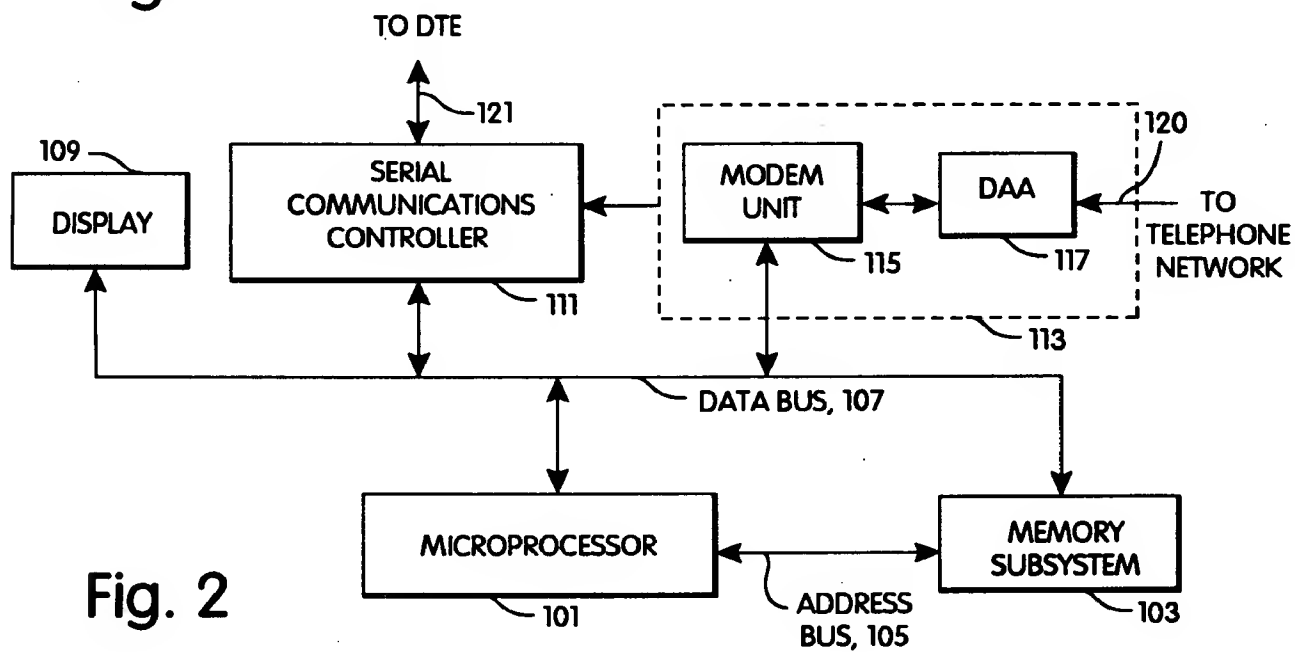 TO DTE
121
109
DISPLAY
SERIAL
COMMUNICATIONS
CONTROLLER
111
MODEM
UNIT
115
DAA
117
120
TO
TELEPHONE
NETWORK
113
DATA BUS, 107
MICROPROCESSOR
101
ADDRESS
BUS, 105
MEMORY
SUBSYSTEM
103
Fig. 2